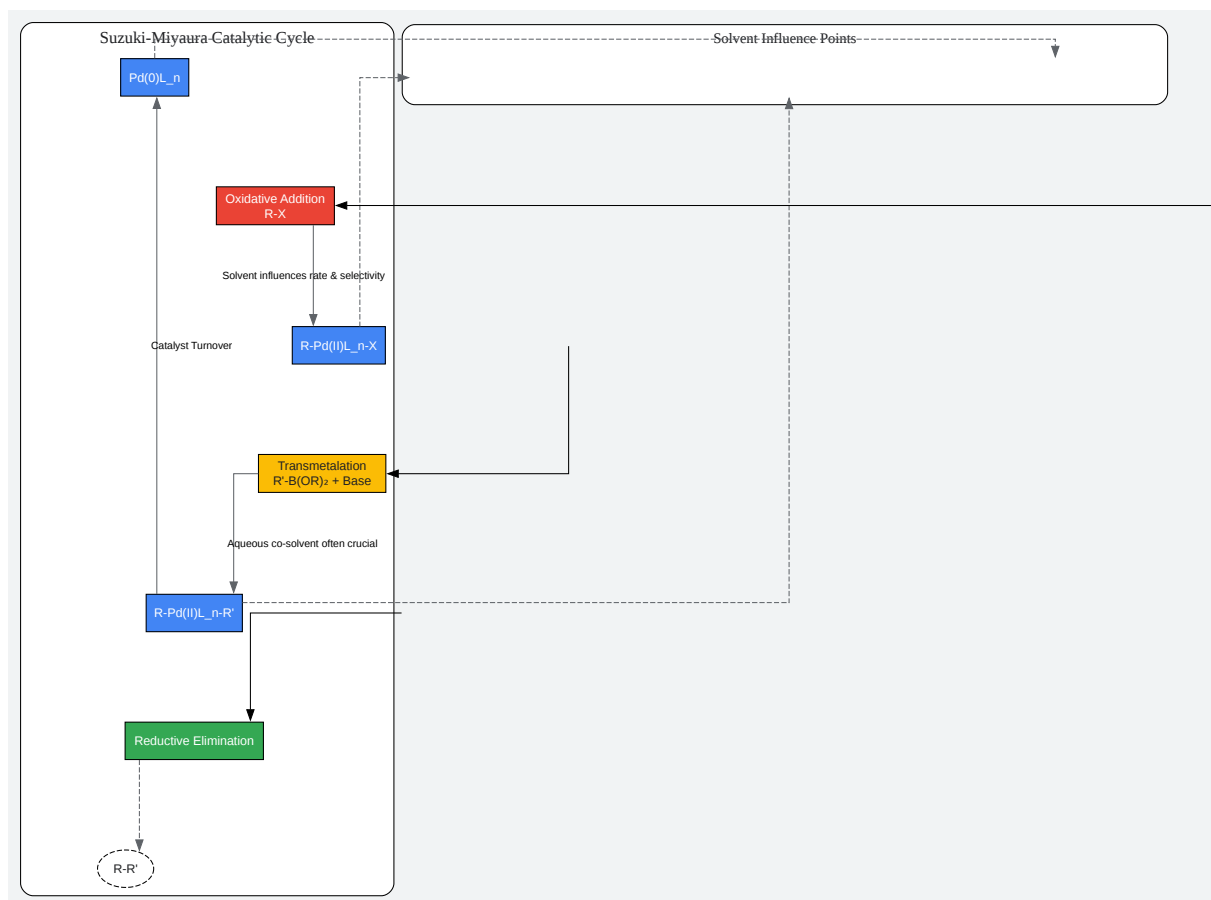 Suzuki-Miyaura Catalytic Cycle
Solvent Influence Points
Pd(0)L_n
Oxidative Addition
R-X
Solvent influences rate & selectivity
R-Pd(II)L_n-X
Catalyst Turnover
Transmetalation
R'-B(OR)₂ + Base
Aqueous co-solvent often crucial
R-Pd(II)L_n-R'
Reductive Elimination
R-R'